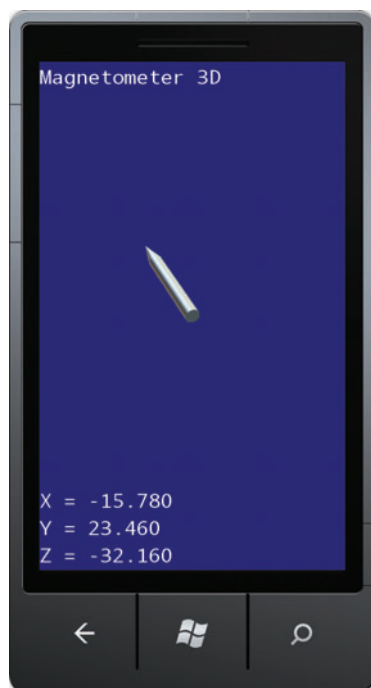 Magnetometer 3D
X = -15.780
Y = 23.460
Z = -32.160